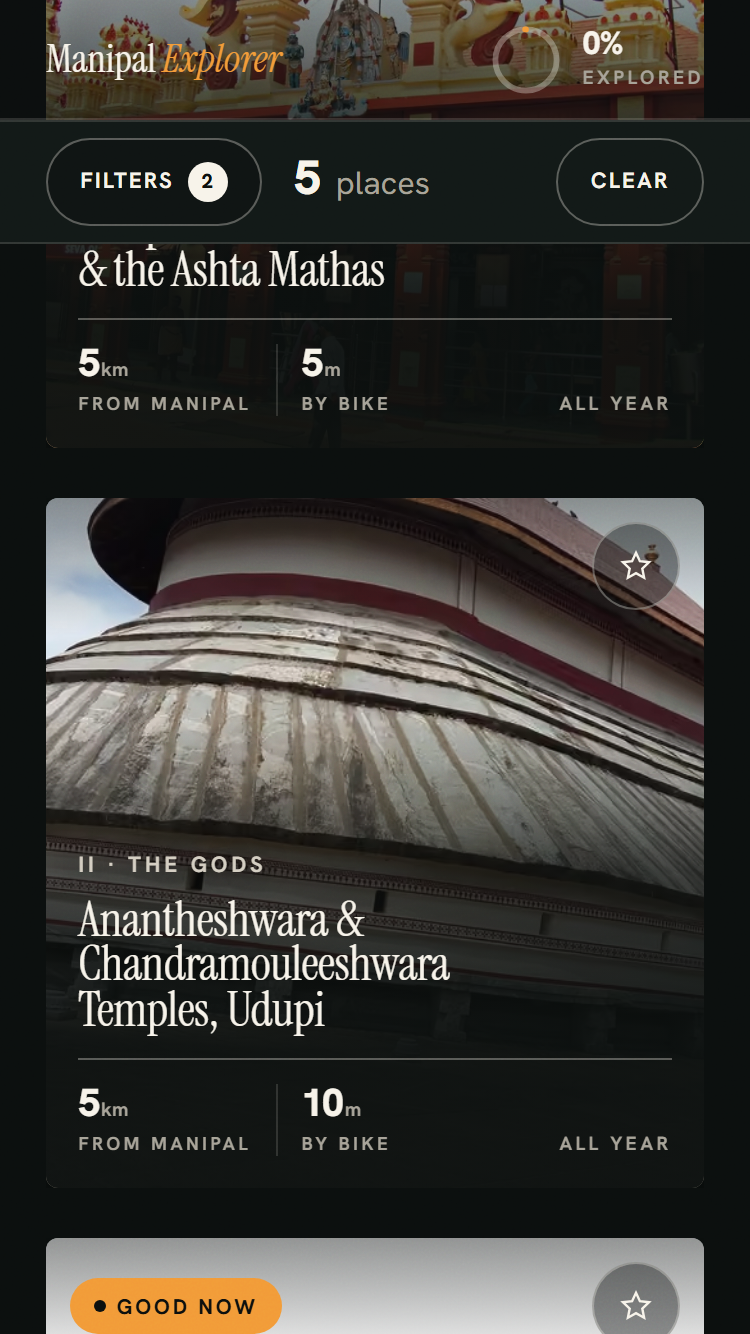 Manipal Explorer
0%
EXPLORED
FILTERS 2
5 places
CLEAR
& the Ashta Mathas
5km
FROM MANIPAL
5m
BY BIKE
ALL YEAR
II · THE GODS
Anantheshwara &
Chandramouleeshwara
Temples, Udupi
5km
FROM MANIPAL
10m
BY BIKE
ALL YEAR
GOOD NOW